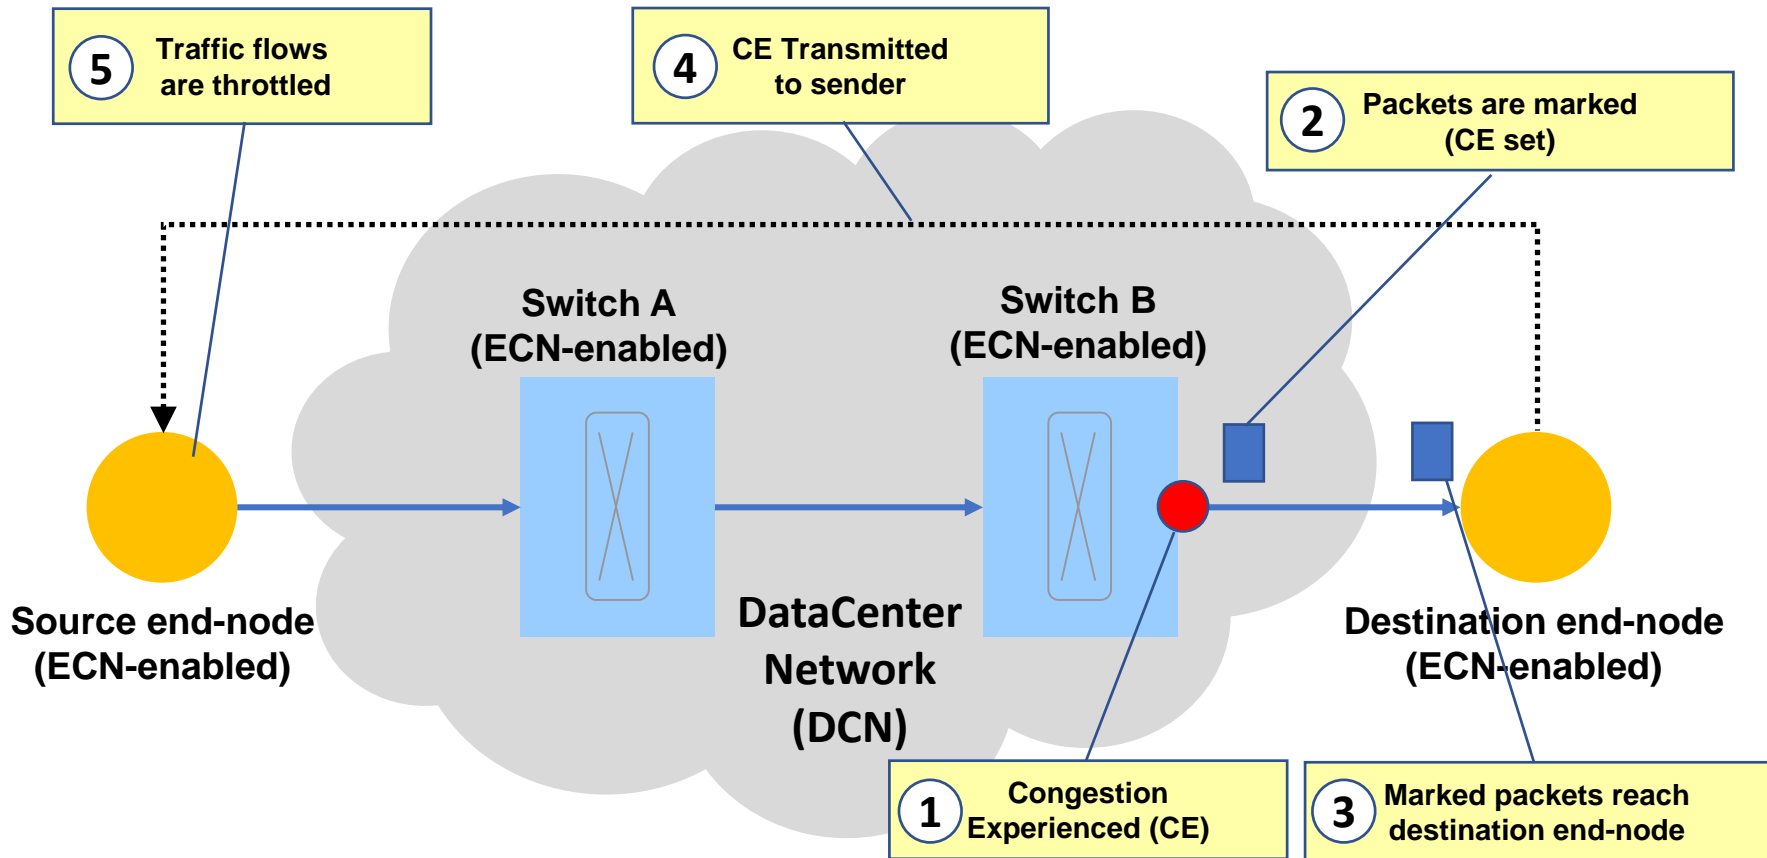 5
Traffic flows
are throttled
4
CE Transmitted
to sender
2
Packets are marked
(CE set)
Switch A
(ECN-enabled)
Switch B
(ECN-enabled)
Source end-node
(ECN-enabled)
DataCenter
Network
(DCN)
Destination end-node
(ECN-enabled)
1
Congestion
Experienced (CE)
3
Marked packets reach
destination end-node